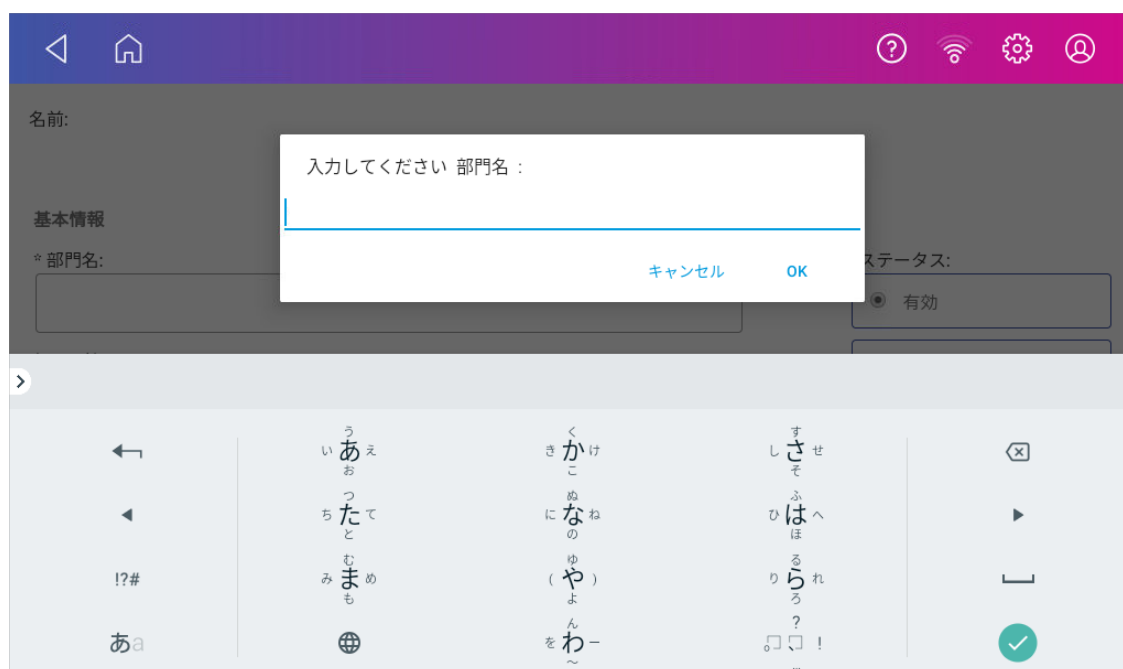 名前:
入力してください 部門名 :
基本情報
* 部門名:
キャンセル OK
ステータス:
有効
う
い あ え
お
く
き か け
こ
す
し さ せ
そ
つ
ち た て
と
ぬ
に な ね
の
ふ
ひ は へ
ほ
!?#
む
み ま め
も
ゆ
( や )
よ
る
り ら れ
ろ
あa
ん
を わ ー
～
?
。 !